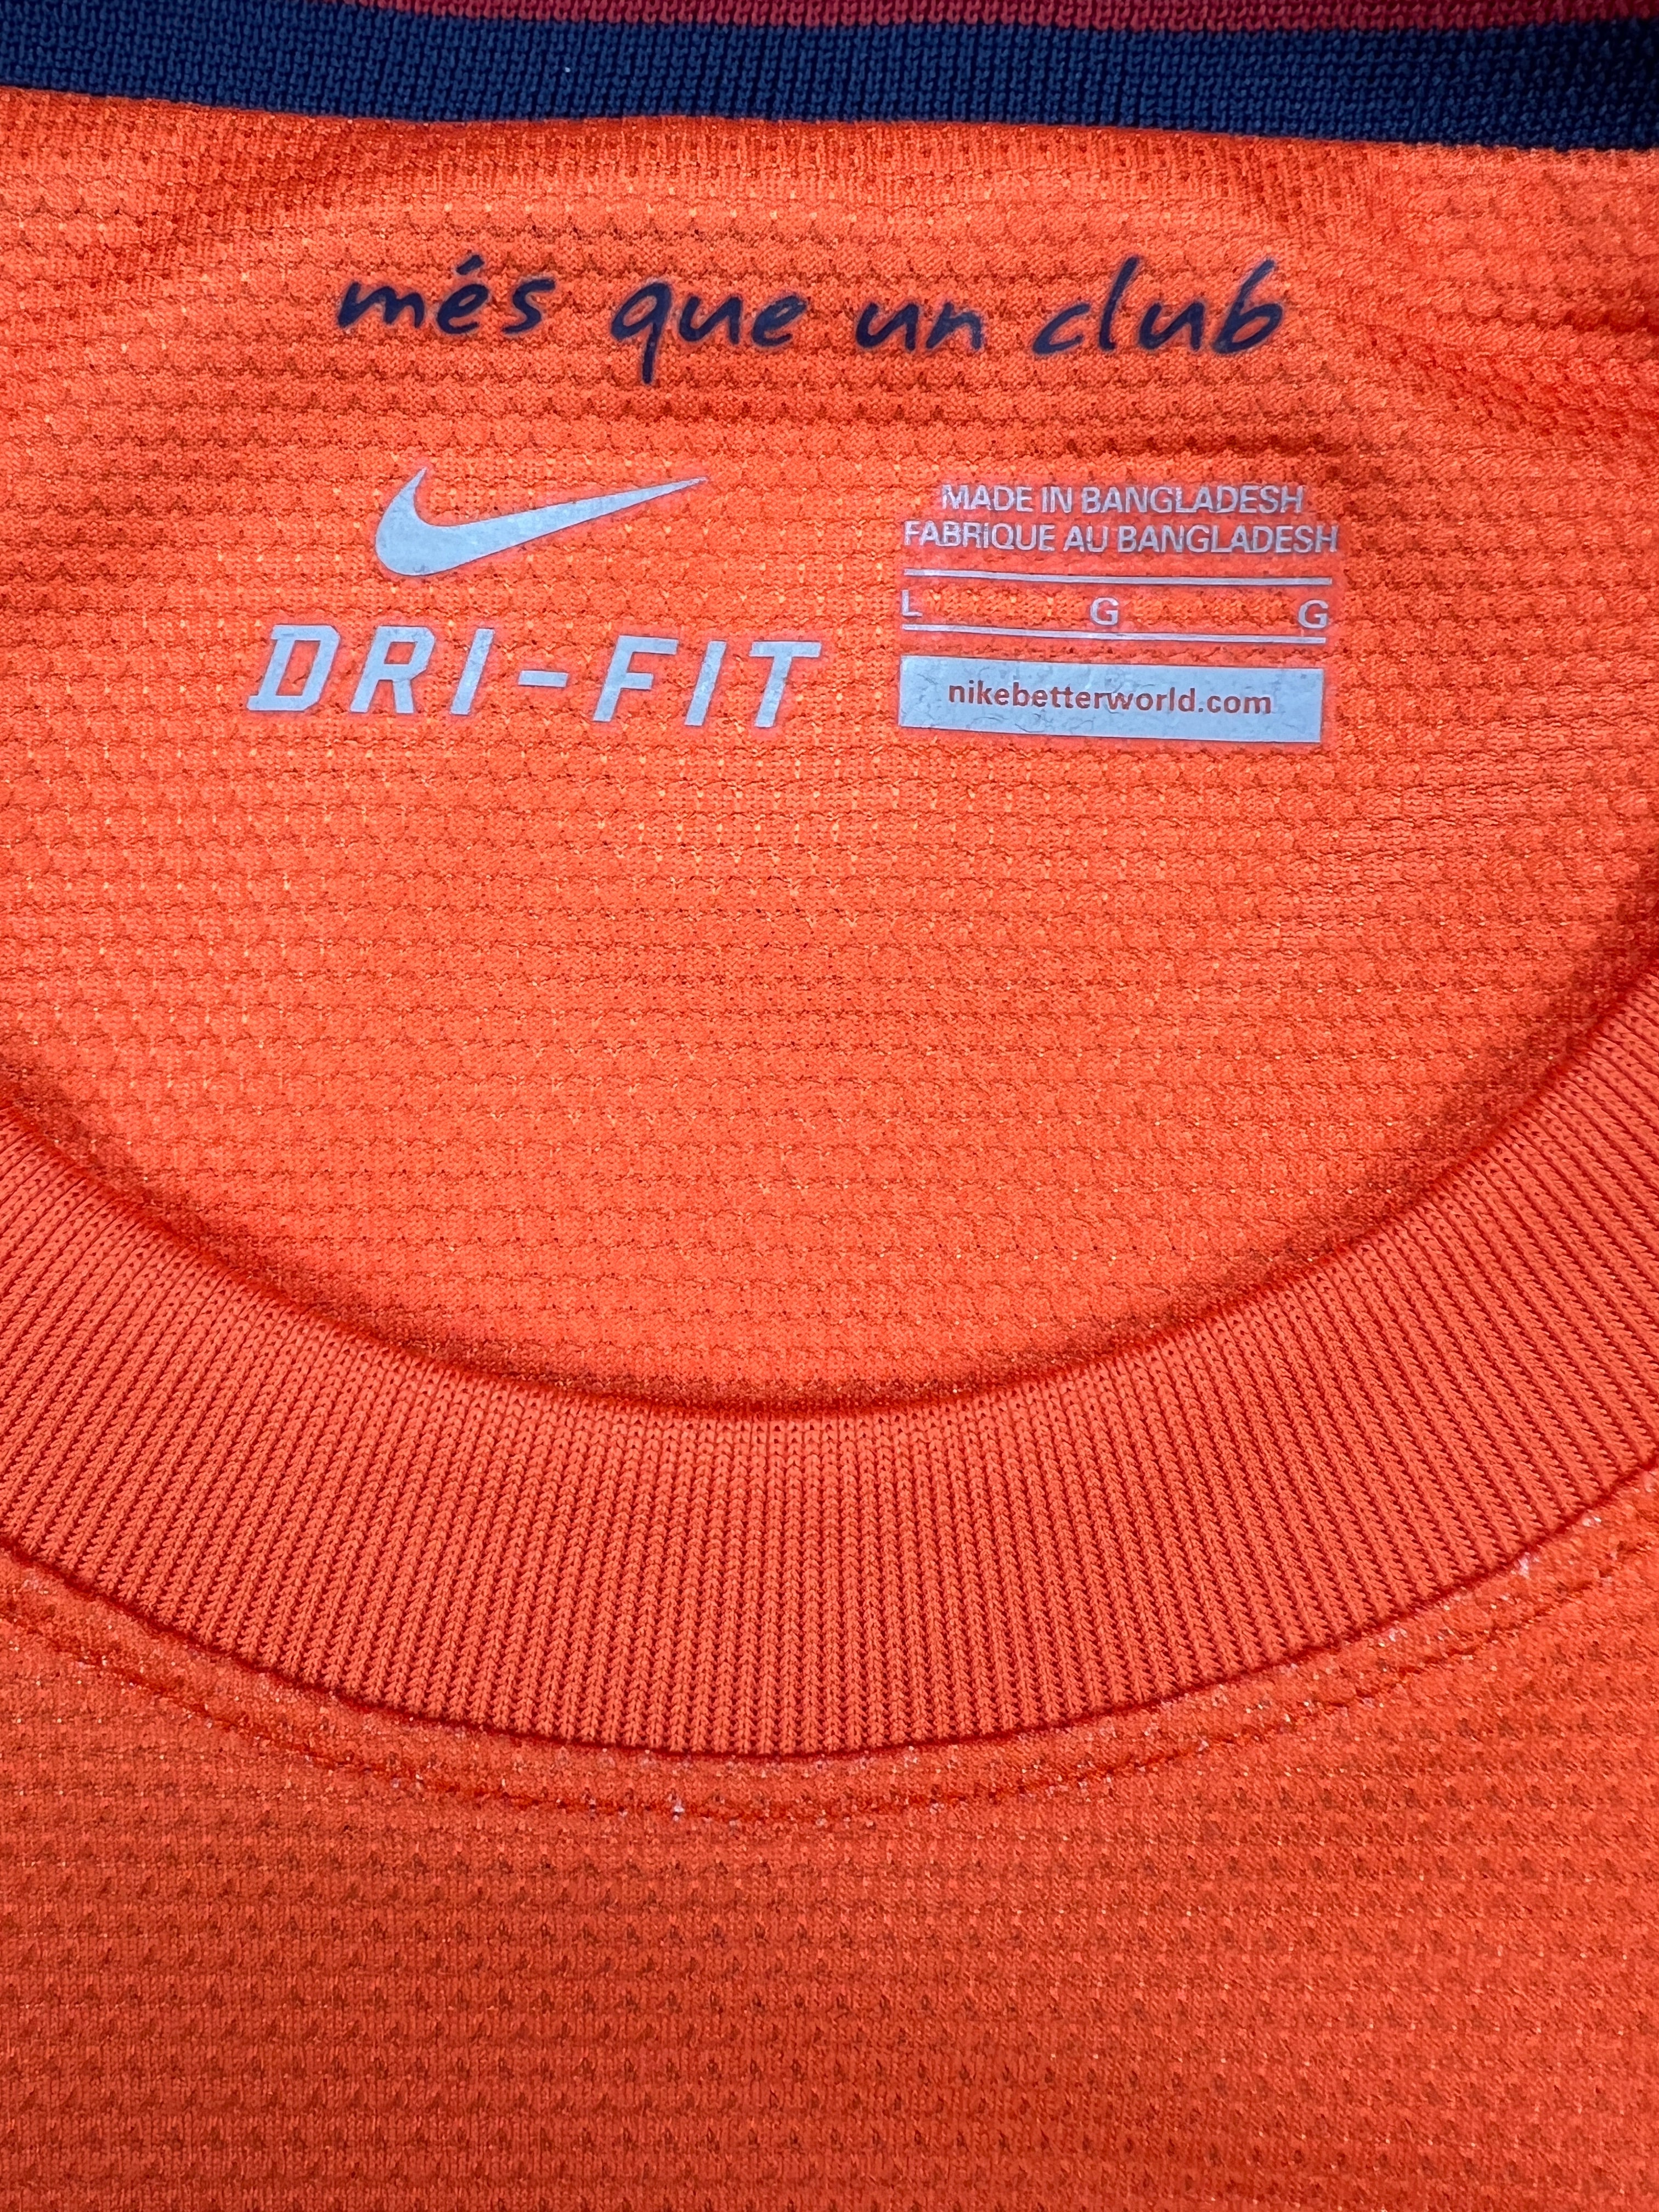 més que un club
DRI-FIT
MADE IN BANGLADESH
FABRIQUE AU BANGLADESH
L G G
nikebetterworld.com